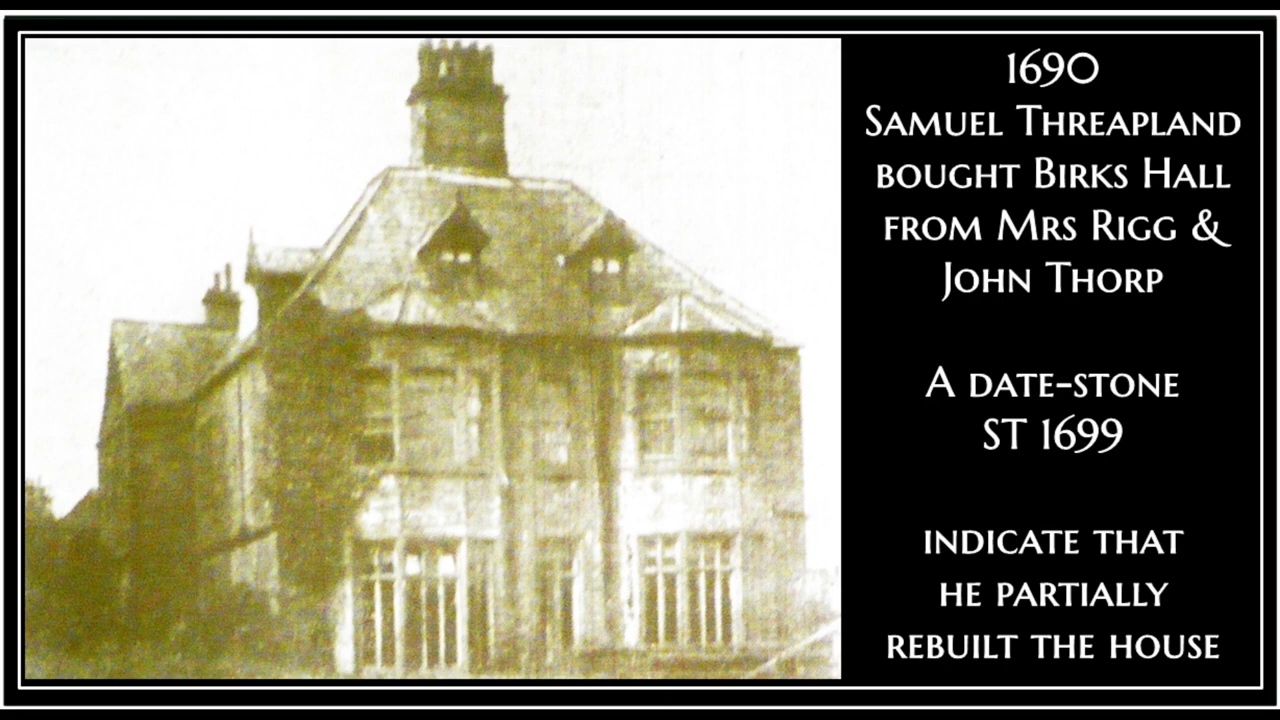 1690
Samuel Threapland
bought Birks Hall
from Mrs Rigg &
John Thorp
A date-stone
ST 1699
indicate that
he partially
rebuilt the house